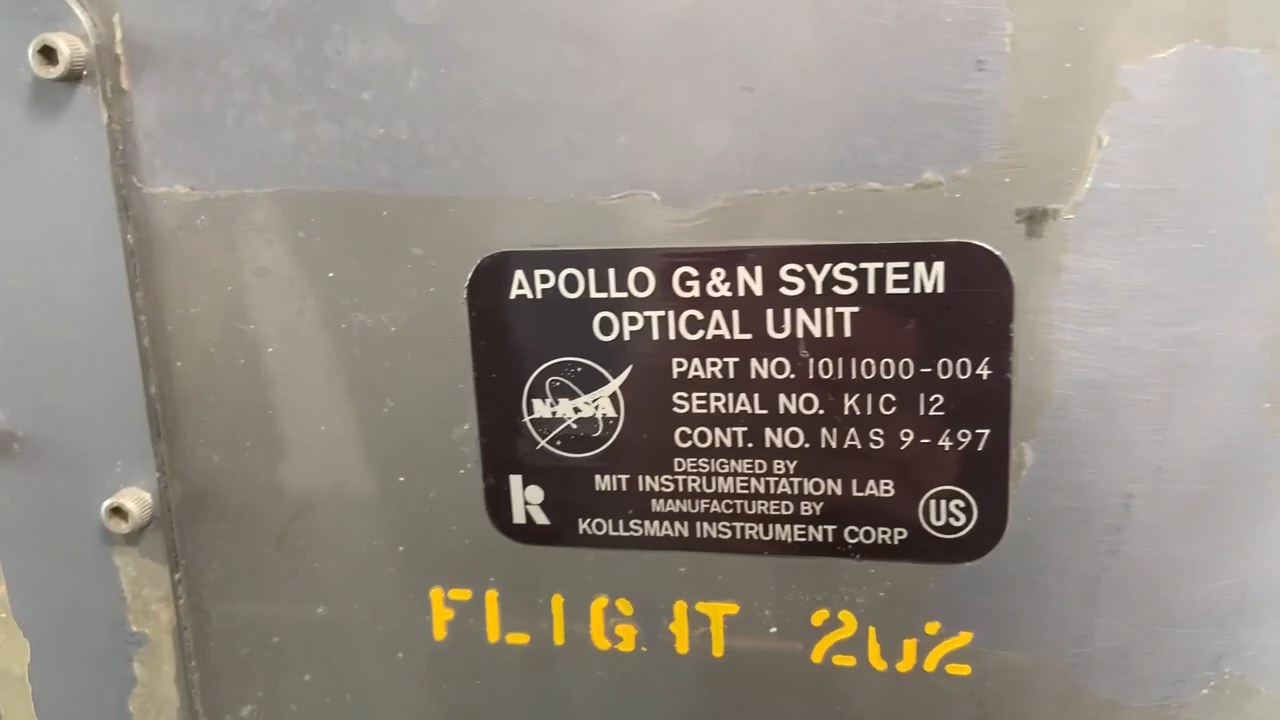 APOLLO G&N SYSTEM
OPTICAL UNIT
NASA
PART NO. 1011000-004
SERIAL NO. KIC 12
CONT. NO. NAS 9-497
DESIGNED BY
MIT INSTRUMENTATION LAB
MANUFACTURED BY
KOLLSMAN INSTRUMENT CORP
K
US
FLIGHT 202